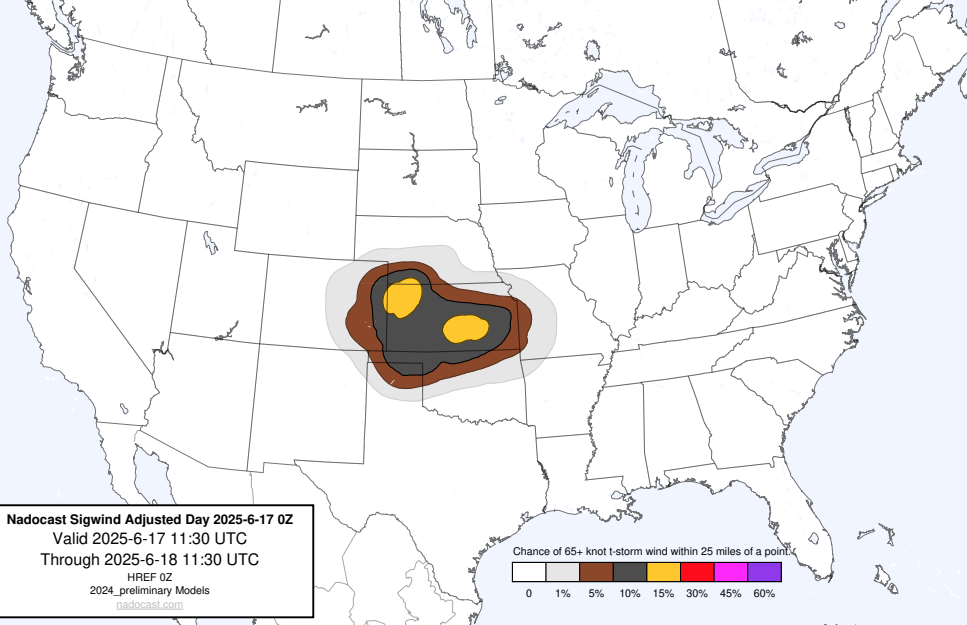 Nadocast Sigwind Adjusted Day 2025-6-17 0Z
Valid 2025-6-17 11:30 UTC
Through 2025-6-18 11:30 UTC
HREF 0Z
2024_preliminary Models
nadocast.com
Chance of 65+ knot t-storm wind within 25 miles of a point.
0 1% 5% 10% 15% 30% 45% 60%